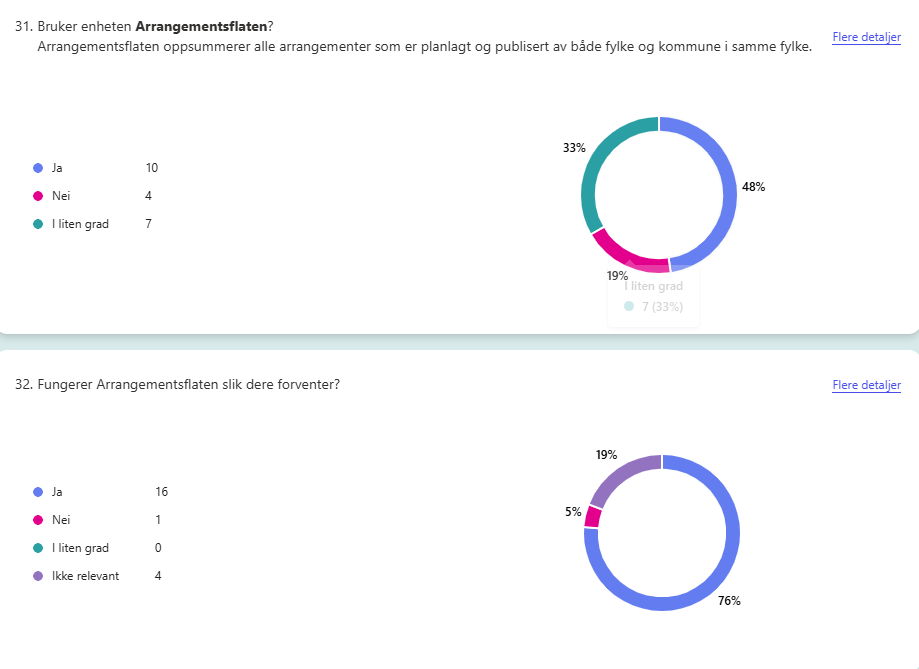 31. Bruker enheten Arrangementsflaten?
Arrangementsflaten oppsummerer alle arrangementer som er planlagt og publisert av både fylke og kommune i samme fylke.
Flere detaljer
Ja 10
Nei 4
I liten grad 7
33%
48%
19%
I liten grad
7 (33%)
32. Fungerer Arrangementsflaten slik dere forventer?
Flere detaljer
Ja 16
Nei 1
I liten grad 0
Ikke relevant 4
19%
5%
76%